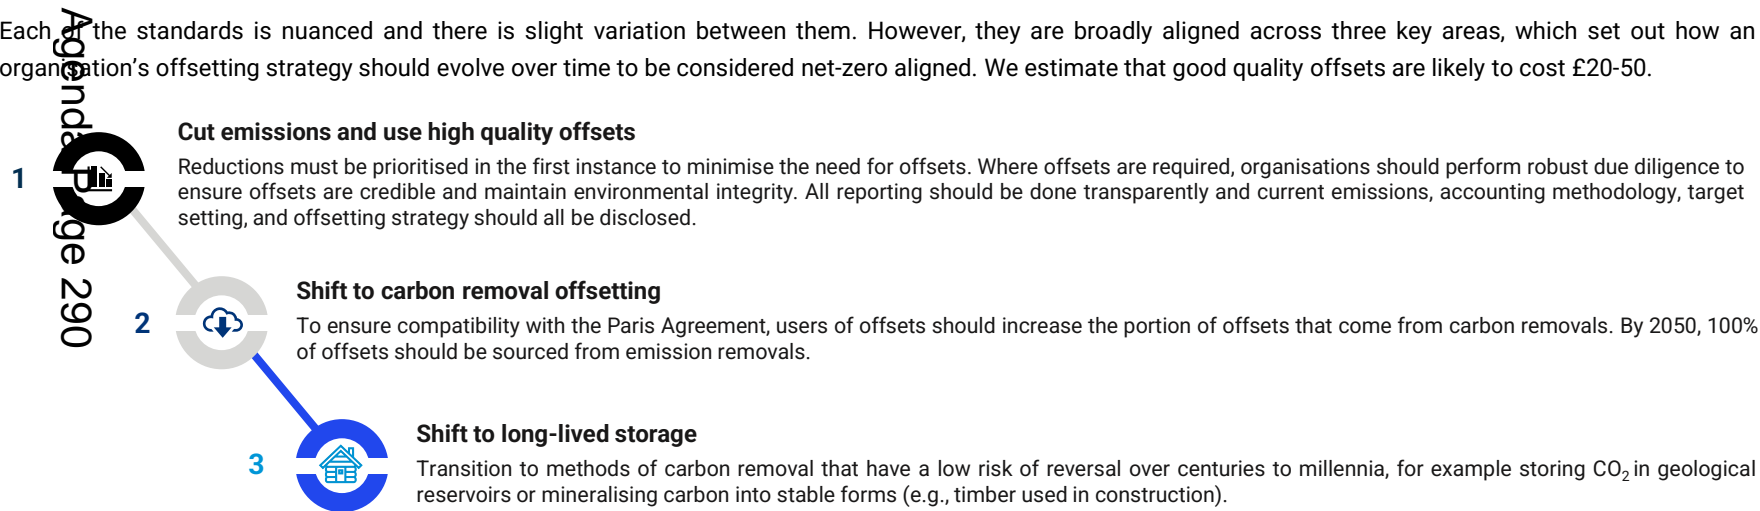 Each of the standards is nuanced and there is slight variation between them. However, they are broadly aligned across three key areas, which set out how an
organisation’s offsetting strategy should evolve over time to be considered net-zero aligned. We estimate that good quality offsets are likely to cost £20-50.
Agenda Page 290
1
Cut emissions and use high quality offsets
Reductions must be prioritised in the first instance to minimise the need for offsets. Where offsets are required, organisations should perform robust due diligence to
ensure offsets are credible and maintain environmental integrity. All reporting should be done transparently and current emissions, accounting methodology, target
setting, and offsetting strategy should all be disclosed.
2
Shift to carbon removal offsetting
To ensure compatibility with the Paris Agreement, users of offsets should increase the portion of offsets that come from carbon removals. By 2050, 100%
of offsets should be sourced from emission removals.
3
Shift to long-lived storage
Transition to methods of carbon removal that have a low risk of reversal over centuries to millennia, for example storing CO₂ in geological
reservoirs or mineralising carbon into stable forms (e.g., timber used in construction).